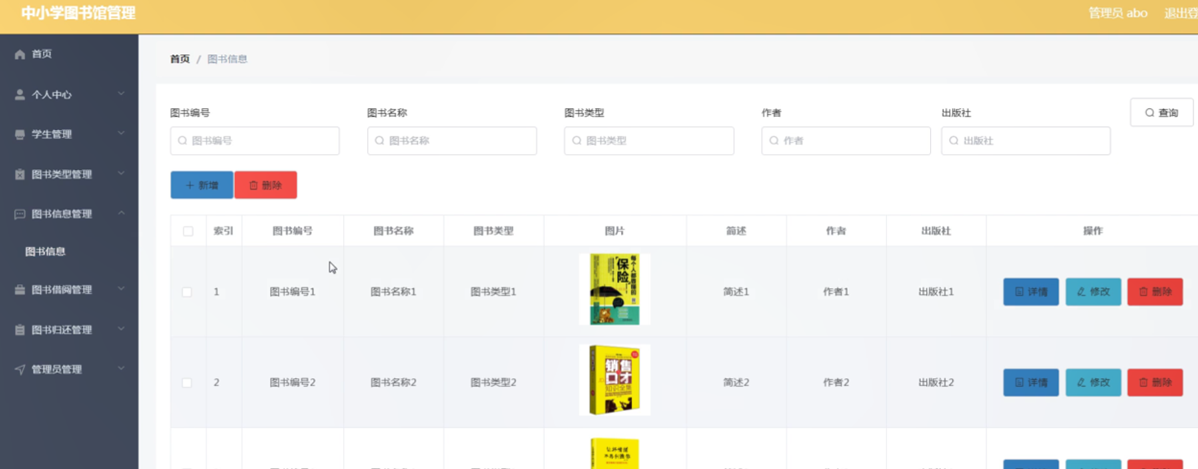 中小学图书馆管理
管理员 abo 退出登
首页
个人中心
学生管理
图书类型管理
图书信息管理
图书信息
图书借阅管理
图书归还管理
管理员管理
首页 / 图书信息
图书编号 图书名称 图书类型 作者 出版社
图书编号 图书名称 图书类型 作者 出版社 查询
+ 新增 删除
索引 图书编号 图书名称 图书类型 图片 简述 作者 出版社 操作
保险
1 图书编号1 图书名称1 图书类型1 简述1 作者1 出版社1 详情 修改 删除
销售
口才
2 图书编号2 图书名称2 图书类型2 简述2 作者2 出版社2 详情 修改 删除